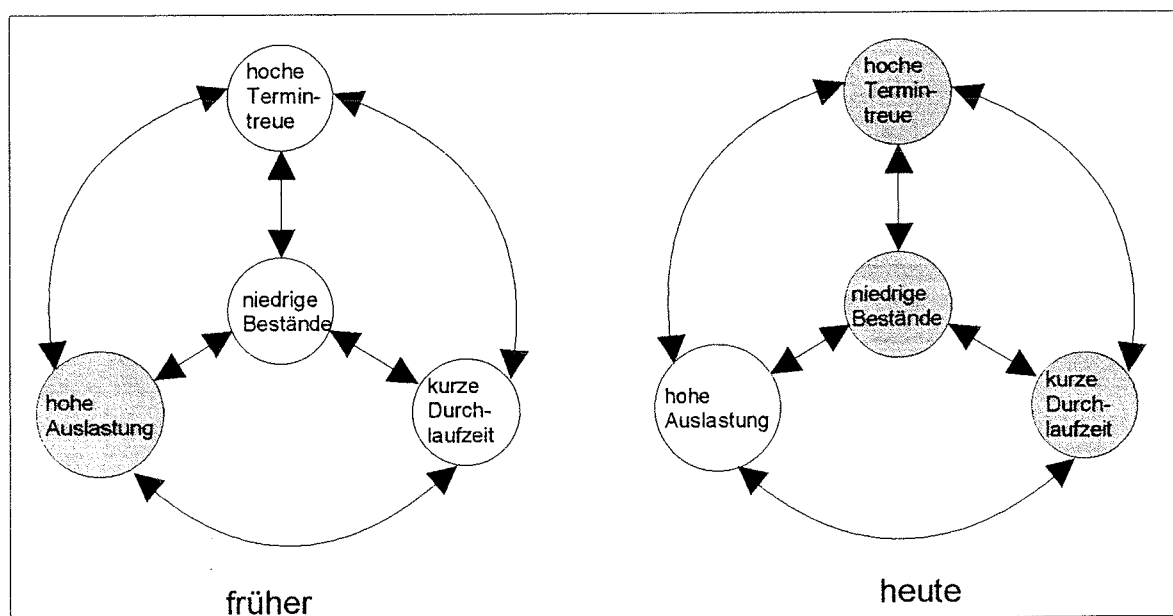 hoche
Termin-
treue
niedrige
Bestände
hohe
Auslastung
kurze
Durch-
laufzeit
früher
hoche
Termin-
treue
niedrige
Bestände
hohe
Auslastung
kurze
Durch-
laufzeit
heute